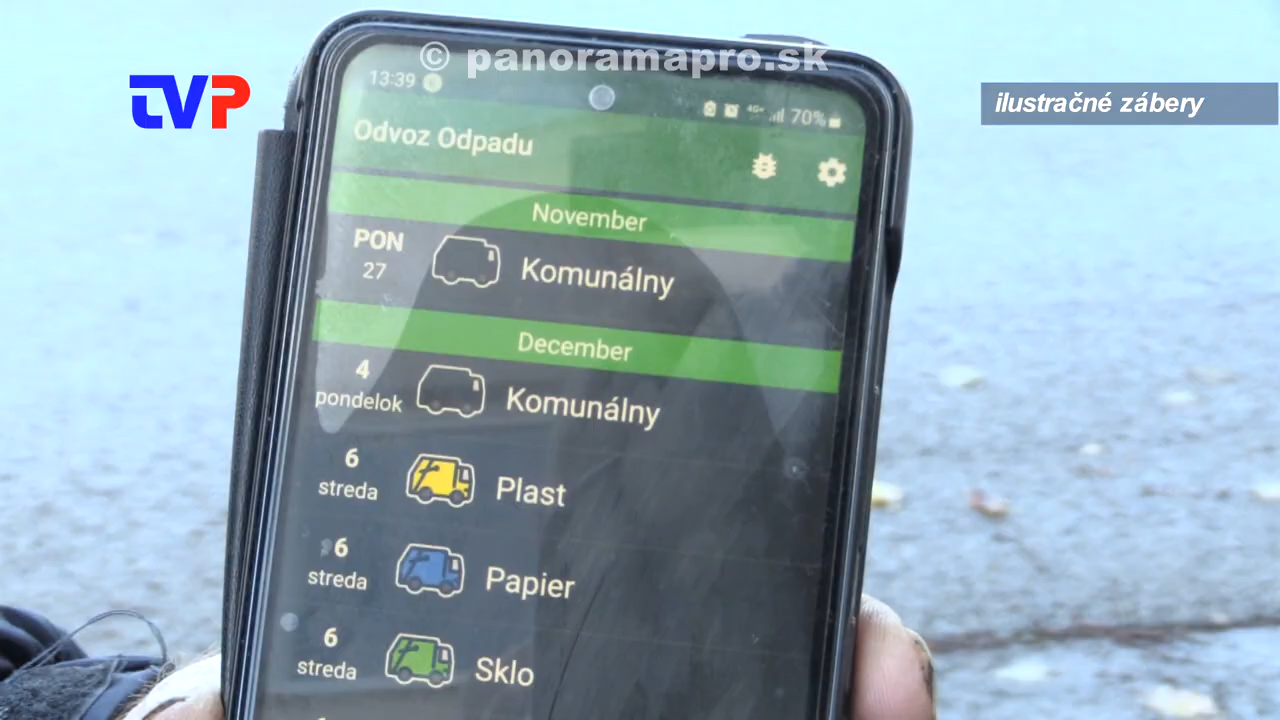 © panoramapro.sk
TVP
ilustračné zábery
13:39
4G+ 70%
Odvoz Odpadu
November
PON
27
Komunálny
December
4
pondelok
Komunálny
6
streda
Plast
6
streda
Papier
6
streda
Sklo